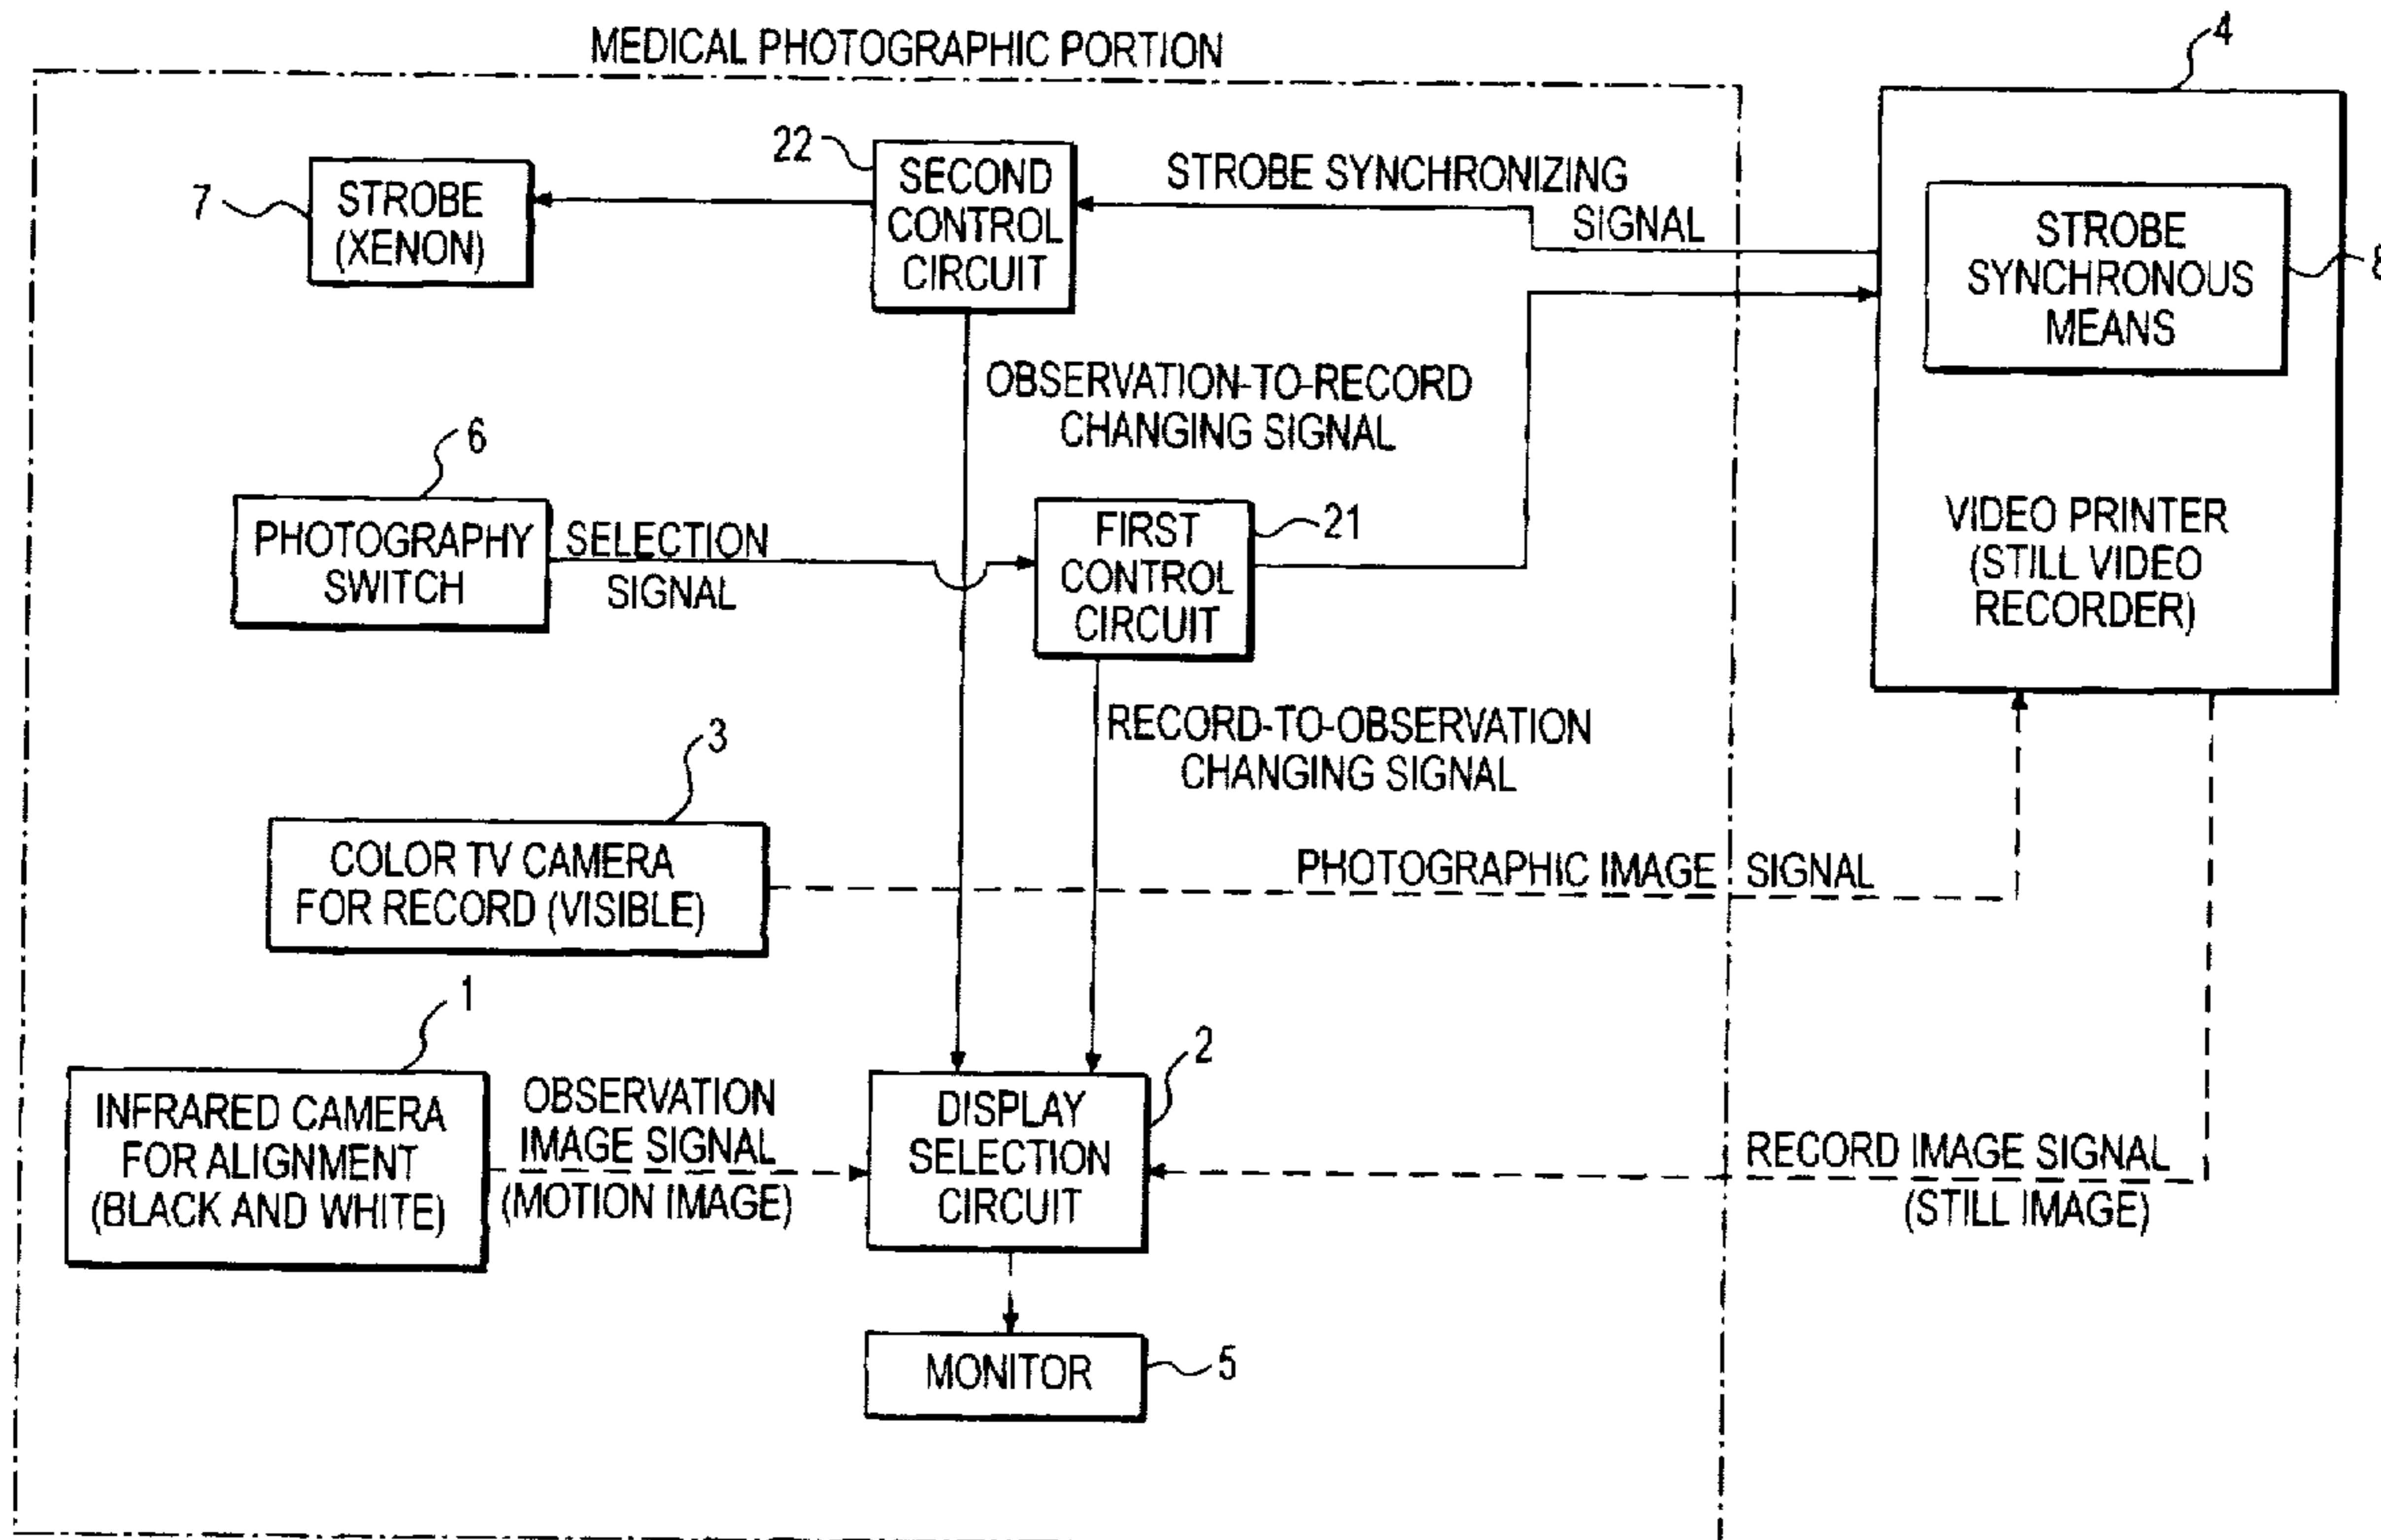 MEDICAL PHOTOGRAPHIC PORTION
4
22
SECOND
CONTROL
CIRCUIT
STROBE SYNCHRONIZING
SIGNAL
7
STROBE
(XENON)
STROBE
SYNCHRONOUS
MEANS
8
OBSERVATION-TO-RECORD
CHANGING SIGNAL
6
PHOTOGRAPHY
SWITCH
SELECTION
SIGNAL
FIRST
CONTROL
CIRCUIT
21
VIDEO PRINTER
(STILL VIDEO
RECORDER)
RECORD-TO-OBSERVATION
CHANGING SIGNAL
3
COLOR TV CAMERA
FOR RECORD (VISIBLE)
PHOTOGRAPHIC IMAGE SIGNAL
1
INFRARED CAMERA
FOR ALIGNMENT
(BLACK AND WHITE)
OBSERVATION
IMAGE SIGNAL
(MOTION IMAGE)
2
DISPLAY
SELECTION
CIRCUIT
RECORD IMAGE SIGNAL
(STILL IMAGE)
MONITOR
5